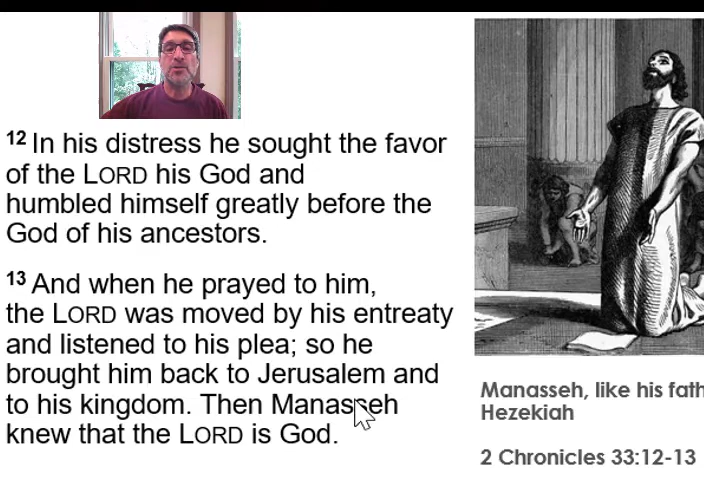 12 In his distress he sought the favor
of the LORD his God and
humbled himself greatly before the
God of his ancestors.
13 And when he prayed to him,
the LORD was moved by his entreaty
and listened to his plea; so he
brought him back to Jerusalem and
to his kingdom. Then Manasseh
knew that the LORD is God.
Manasseh, like his
Hezekiah
2 Chronicles 33:12-13